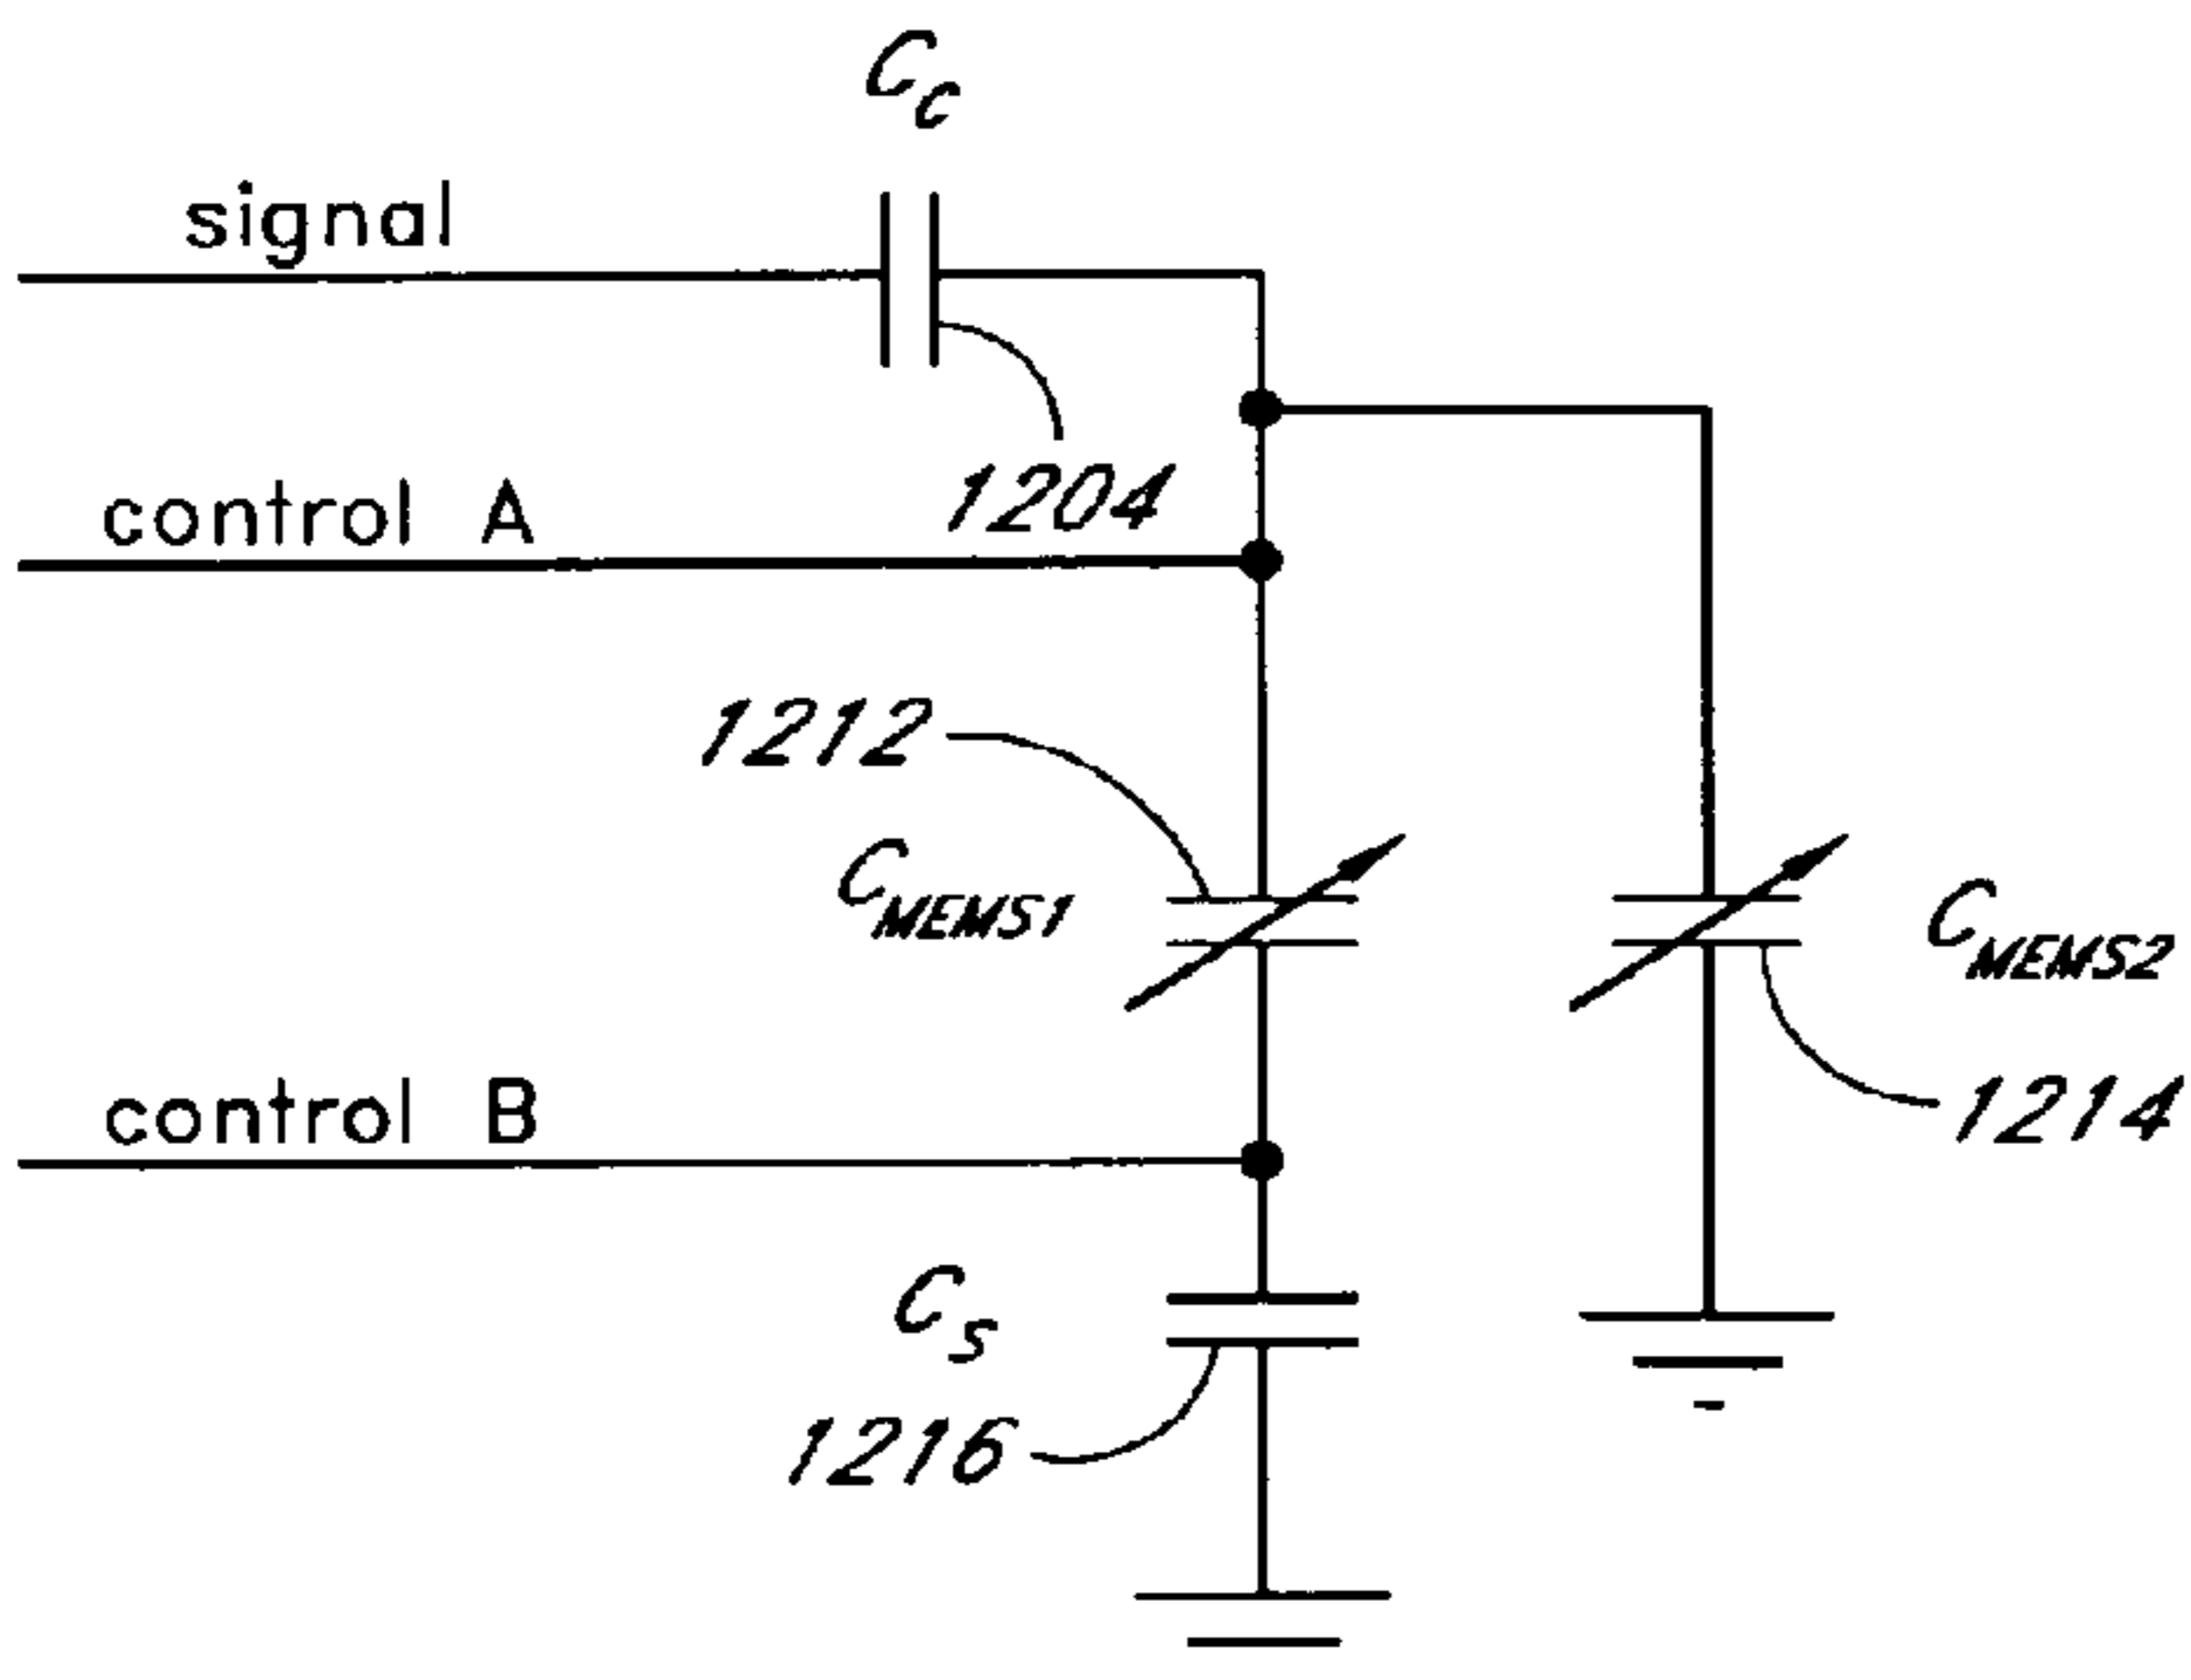 C_C
signal
1204
control A
1212
C_MEMS1
C_MEMS2
control B
1214
C_S
1216